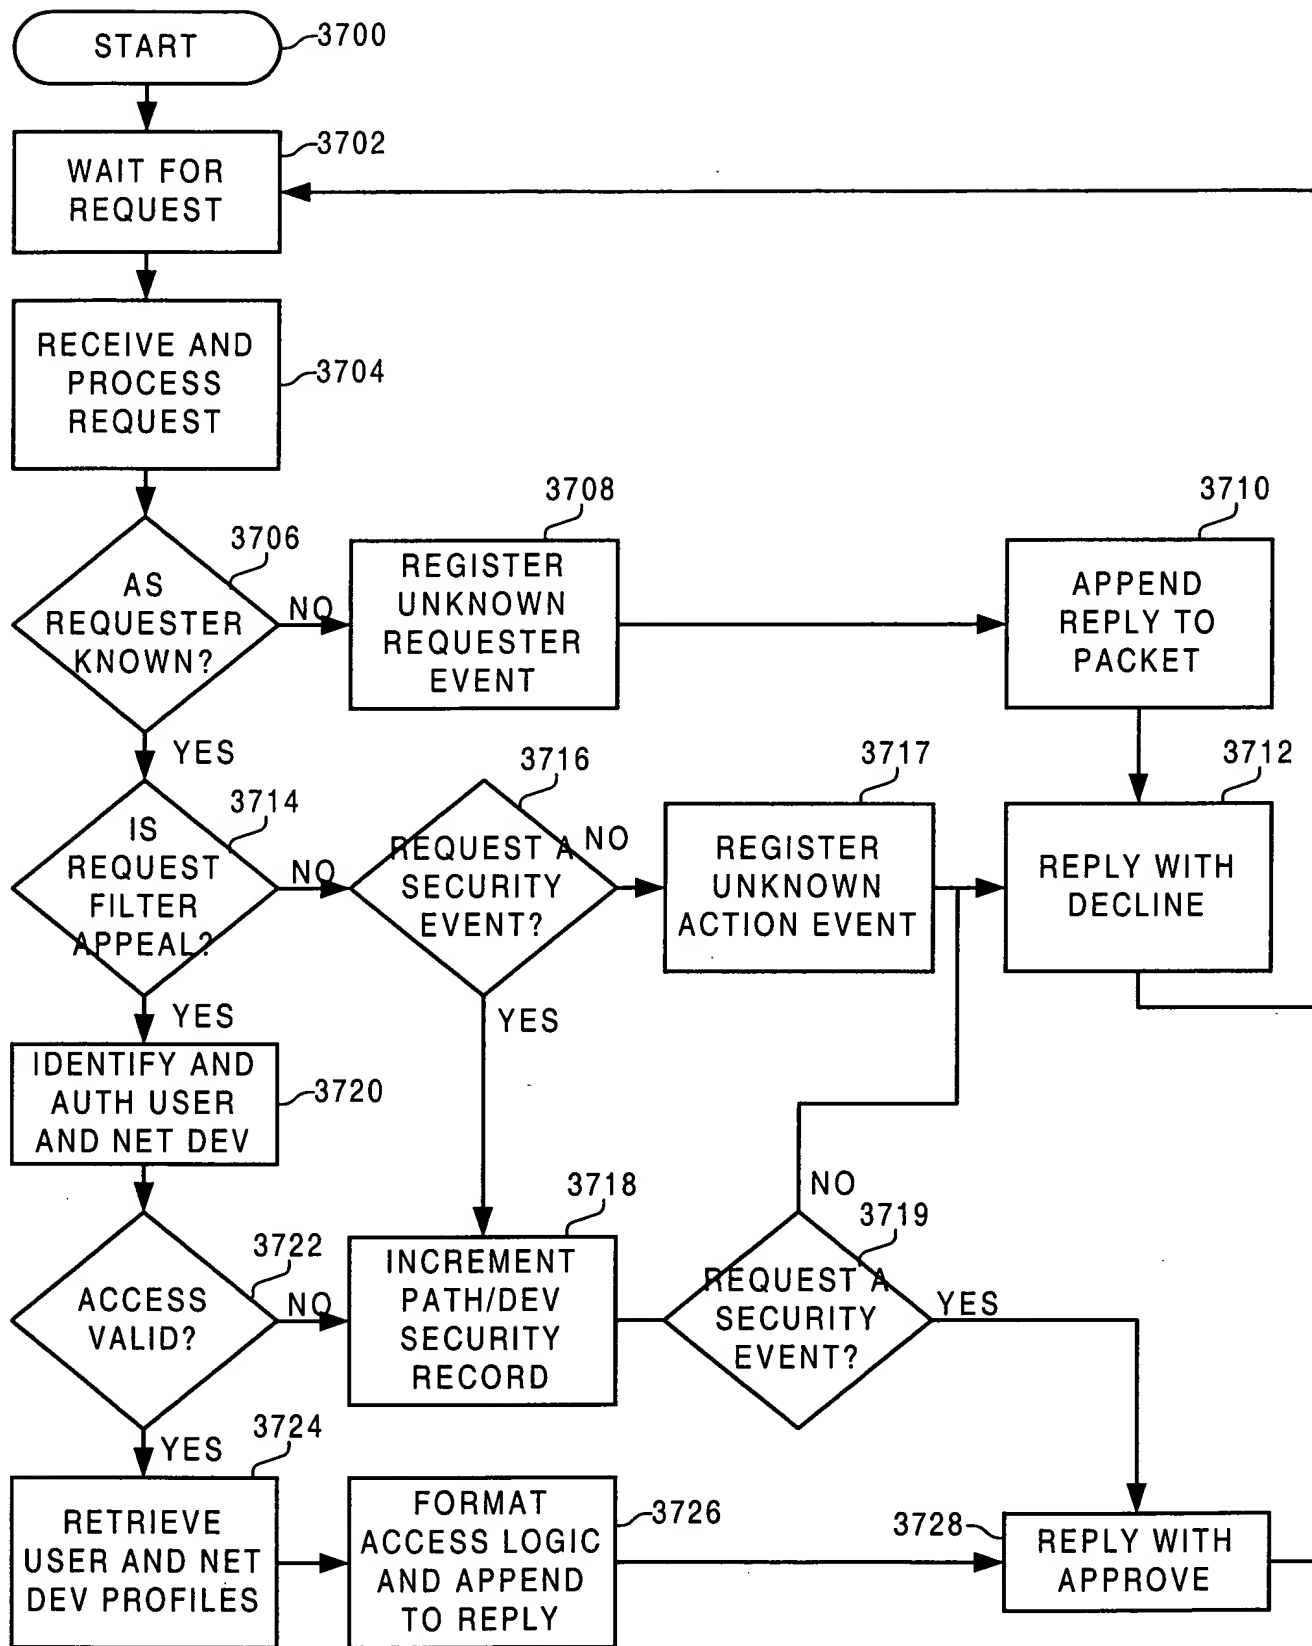 START
3700
WAIT FOR
REQUEST
3702
RECEIVE AND
PROCESS
REQUEST
3704
AS
REQUESTER
KNOWN?
3706
NO
YES
REGISTER
UNKNOWN
REQUESTER
EVENT
3708
APPEND
REPLY TO
PACKET
3710
IS
REQUEST
FILTER
APPEAL?
3714
NO
YES
REQUEST A
SECURITY
EVENT?
3716
NO
YES
REGISTER
UNKNOWN
ACTION EVENT
3717
REPLY WITH
DECLINE
3712
IDENTIFY AND
AUTH USER
AND NET DEV
3720
ACCESS
VALID?
3722
NO
YES
INCREMENT
PATH/DEV
SECURITY
RECORD
3718
REQUEST A
SECURITY
EVENT?
3719
NO
YES
RETRIEVE
USER AND NET
DEV PROFILES
3724
FORMAT
ACCESS LOGIC
AND APPEND
TO REPLY
3726
REPLY WITH
APPROVE
3728